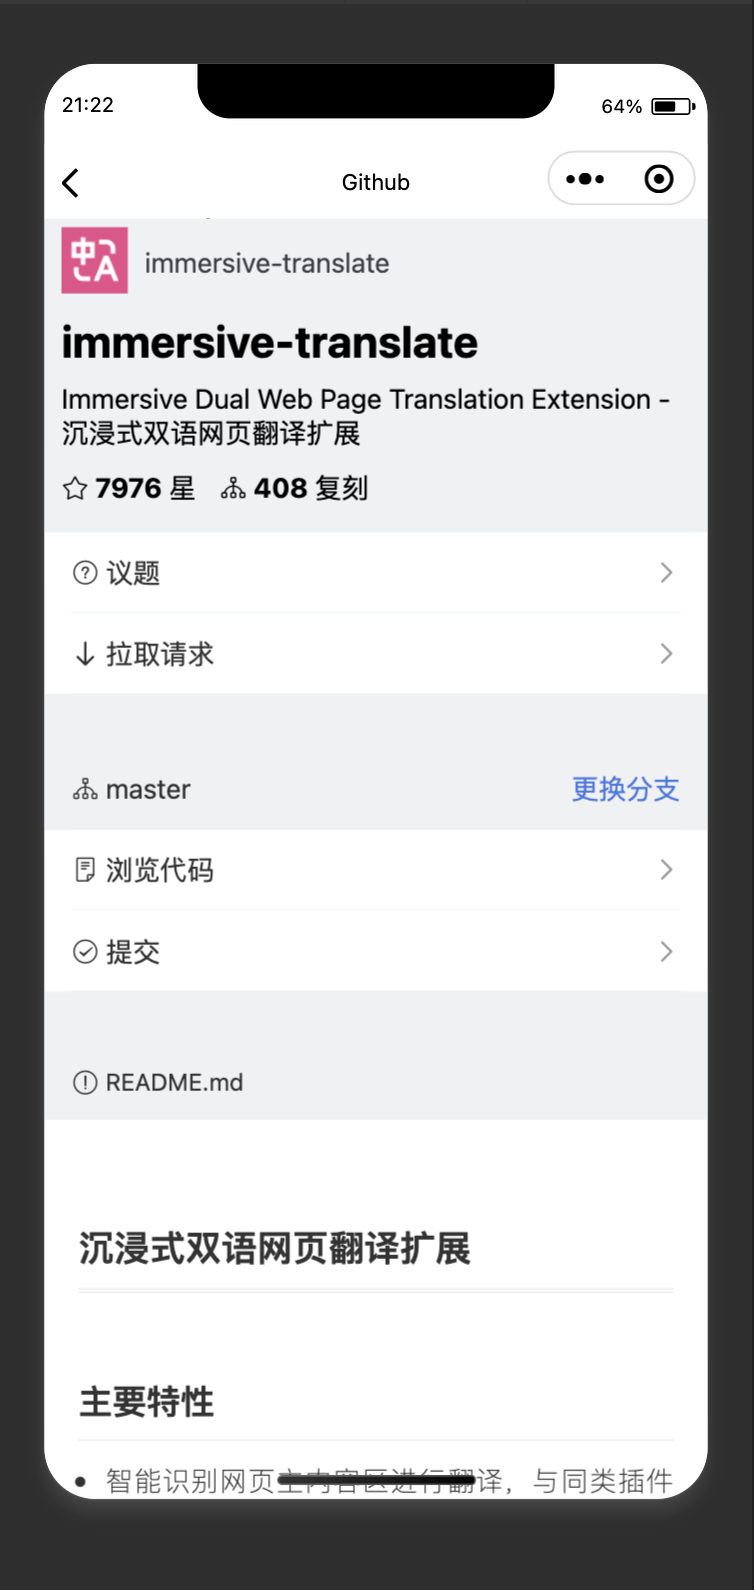 21:22
64%
Github
中A
immersive-translate
immersive-translate
Immersive Dual Web Page Translation Extension -
沉浸式双语网页翻译扩展
7976 星 408 复刻
议题
拉取请求
master 更换分支
浏览代码
提交
README.md
沉浸式双语网页翻译扩展
主要特性
• 智能识别网页主内容区进行翻译，与同类插件